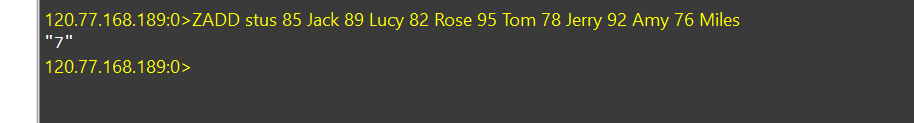 120.77.168.189:0>ZADD stus 85 Jack 89 Lucy 82 Rose 95 Tom 78 Jerry 92 Amy 76 Miles
"7"
120.77.168.189:0>